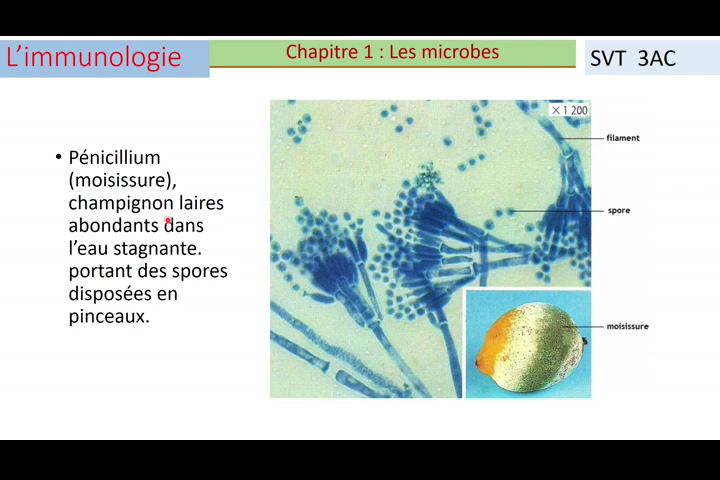 L’immunologie
Chapitre 1 : Les microbes
SVT 3AC
• Pénicillium
(moisissure),
champignon laires
abondants dans
l’eau stagnante.
portant des spores
disposées en
pinceaux.
× 1 200
filament
spore
moisissure